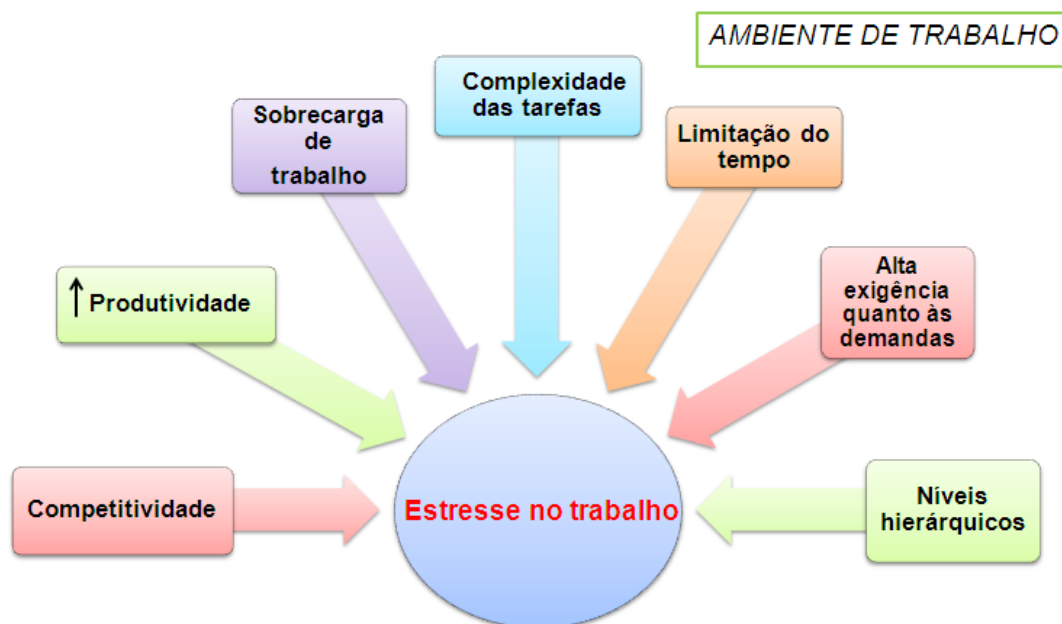 AMBIENTE DE TRABALHO
Complexidade
das tarefas
Sobrecarga
de
trabalho
Limitação do
tempo
↑ Produtividade
Alta
exigência
quanto às
demandas
Competitividade
Estresse no trabalho
Níveis
hierárquicos